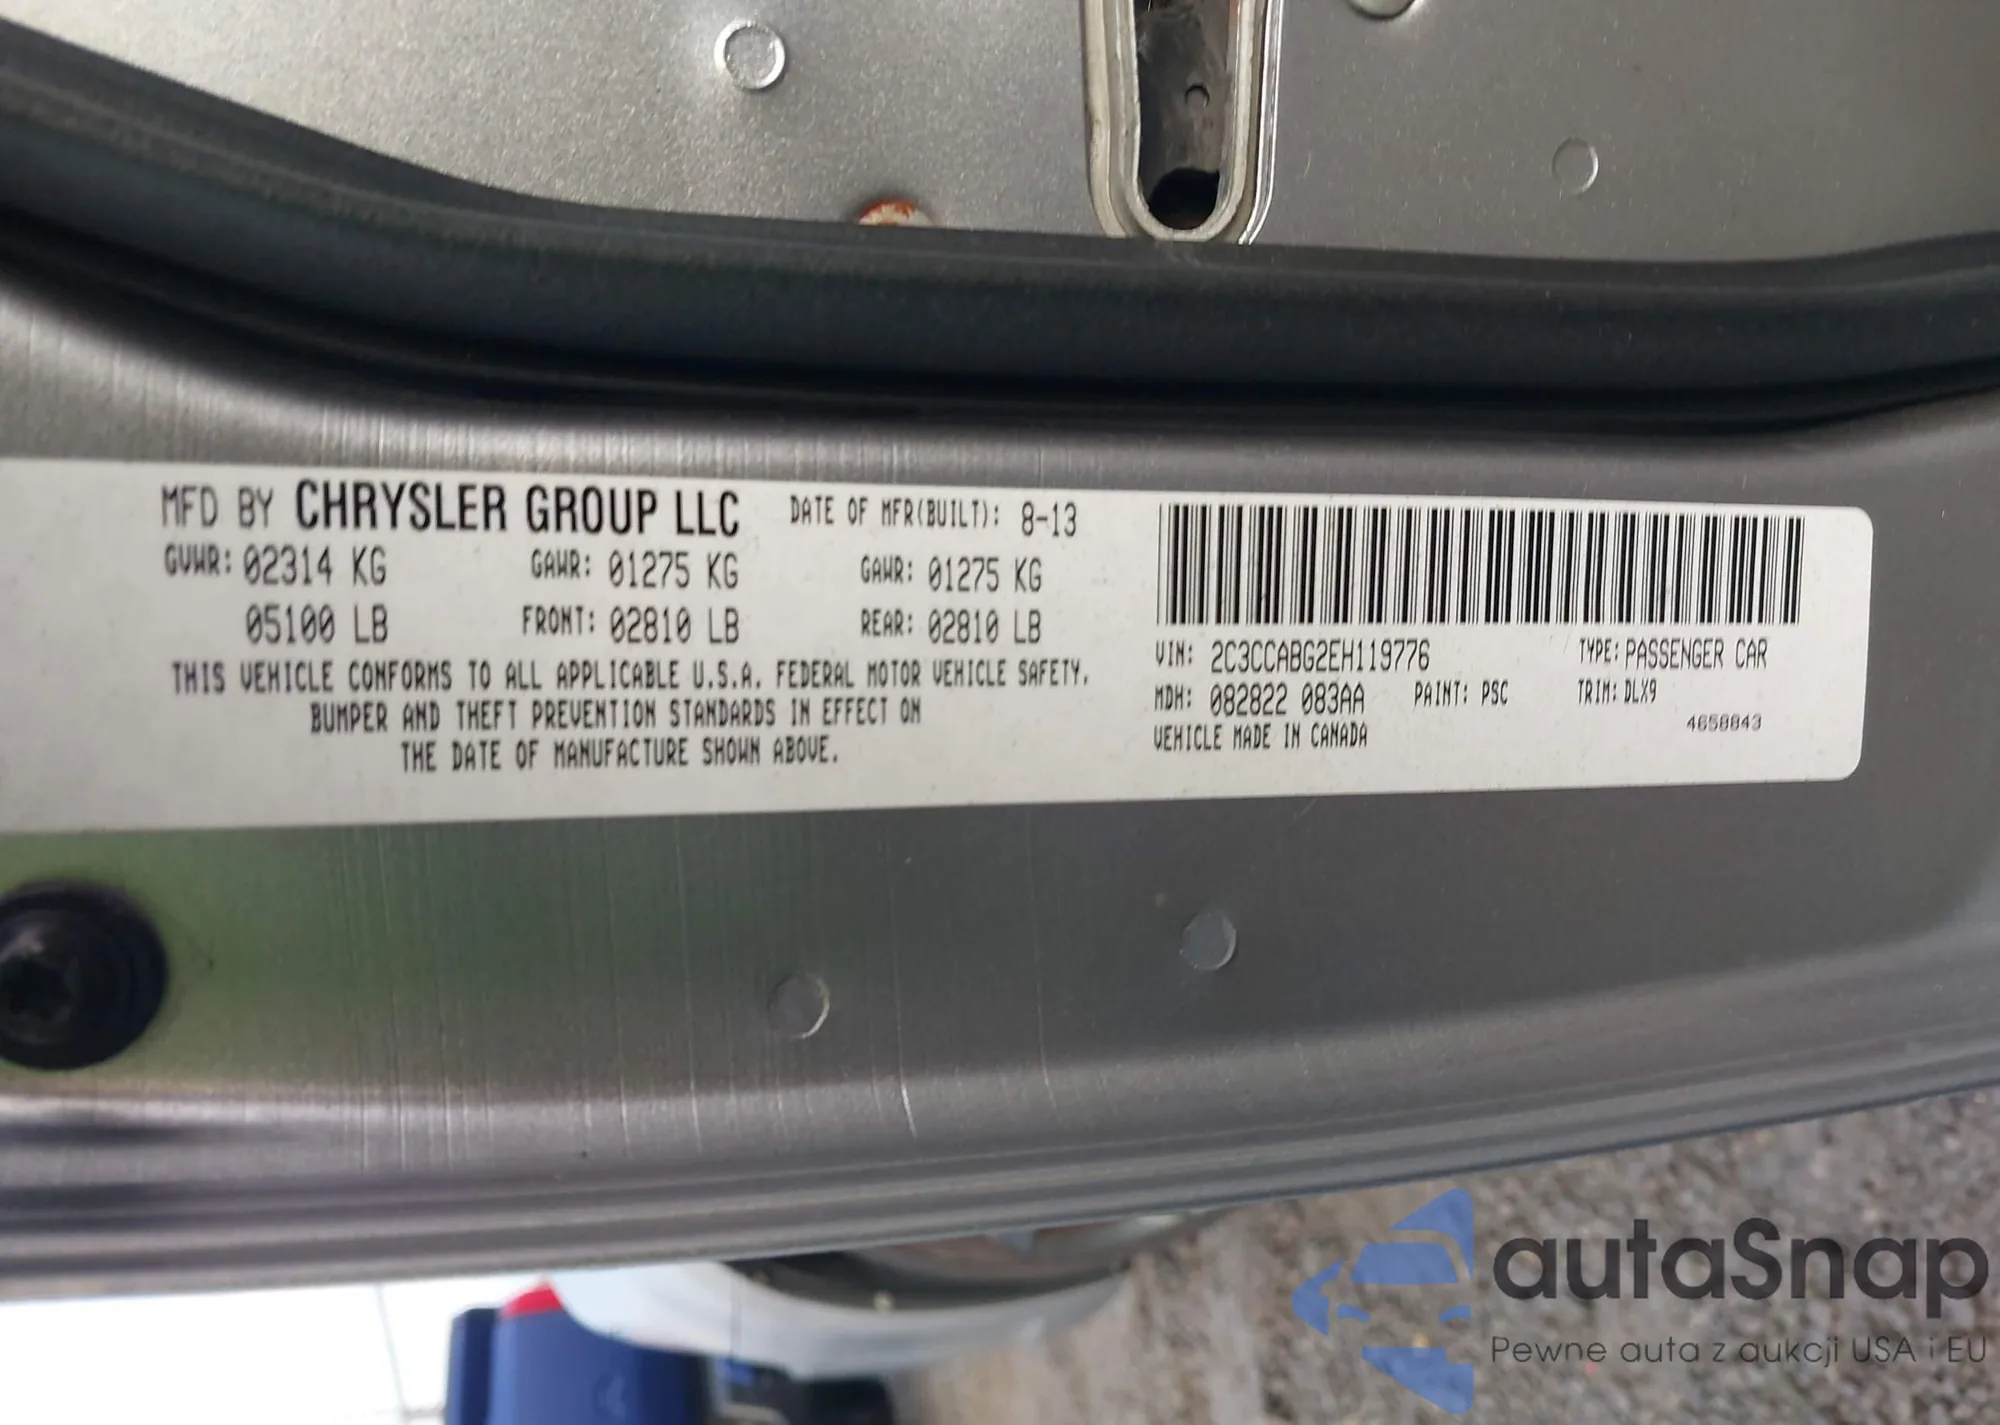 MFD BY CHRYSLER GROUP LLC DATE OF MFR(BUILT): 8-13
GVWR: 02314 KG GAWR: 01275 KG GAWR: 01275 KG
05100 LB FRONT: 02810 LB REAR: 02810 LB
THIS VEHICLE CONFORMS TO ALL APPLICABLE U.S.A. FEDERAL MOTOR VEHICLE SAFETY,
BUMPER AND THEFT PREVENTION STANDARDS IN EFFECT ON
THE DATE OF MANUFACTURE SHOWN ABOVE.
VIN: 2C3CCABG2EH119776 TYPE: PASSENGER CAR
MDH: 082822 083AA PAINT: PSC TRIM: DLX9
VEHICLE MADE IN CANADA 4658843
autaSnap
Pewne auta z aukcji USA i EU